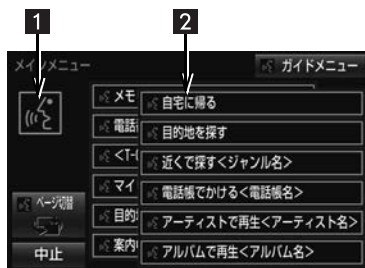 1
2
メインメニュー
ガイドメニュー
メモ
自宅に帰る
電話
目的地を探す
<T-
近くで探す<ジャンル名>
マイ
電話帳でかける<電話帳名>
ページ切替
目的
アーティストで再生<アーティスト名>
中止
案内
アルバムで再生<アルバム名>